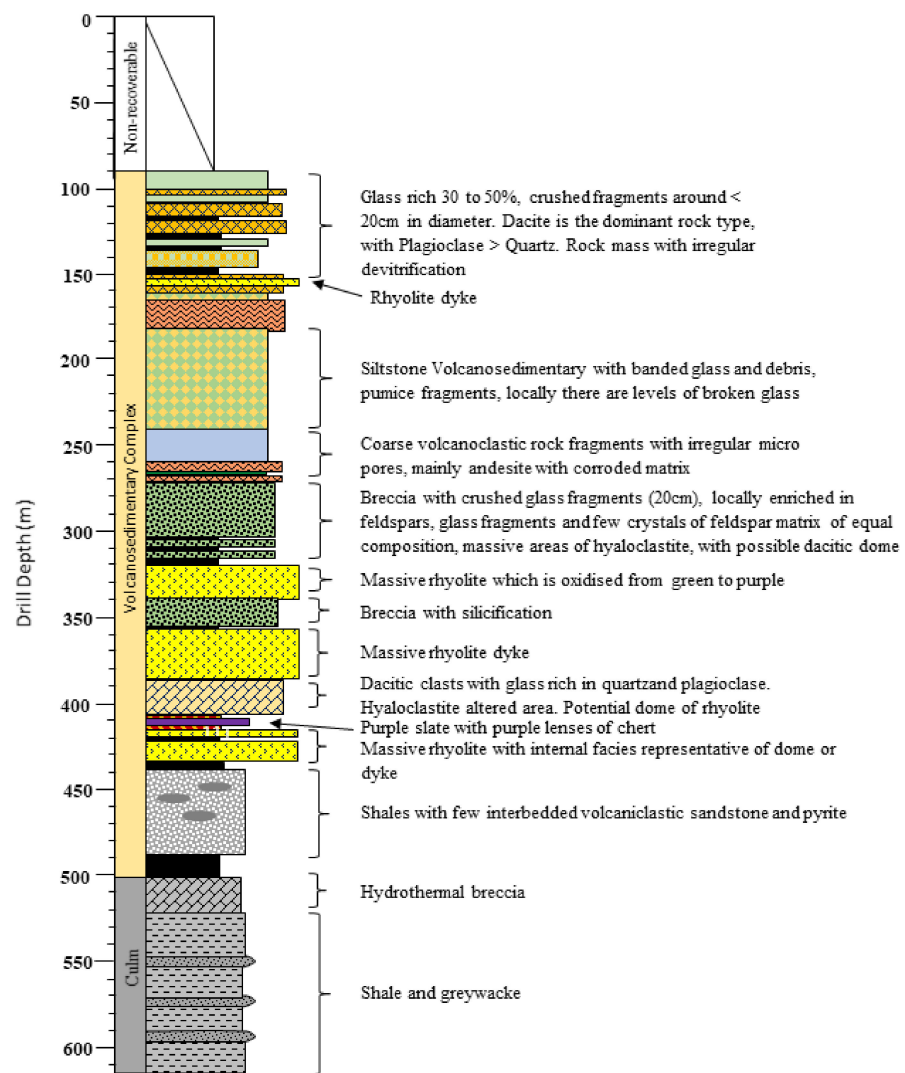 Drill Depth (m)
0
50
100
150
200
250
300
350
400
450
500
550
600
Non-recoverable
Volcanosedimentary Complex
Culm
Glass rich 30 to 50%, crushed fragments around <
20cm in diameter. Dacite is the dominant rock type,
with Plagioclase > Quartz. Rock mass with irregular
devitrification
Rhyolite dyke
Siltstone Volcanosedimentary with banded glass and debris,
pumice fragments, locally there are levels of broken glass
Coarse volcanoclastic rock fragments with irregular micro
pores, mainly andesite with corroded matrix
Breccia with crushed glass fragments (20cm), locally enriched in
feldspars, glass fragments and few crystals of feldspar matrix of equal
composition, massive areas of hyaloclastite, with possible dacitic dome
Massive rhyolite which is oxidised from green to purple
Breccia with silicification
Massive rhyolite dyke
Dacitic clasts with glass rich in quartzand plagioclase.
Hyaloclastite altered area. Potential dome of rhyolite
Purple slate with purple lenses of chert
Massive rhyolite with internal facies representative of dome or
dyke
Shales with few interbedded volcaniclastic sandstone and pyrite
Hydrothermal breccia
Shale and greywacke